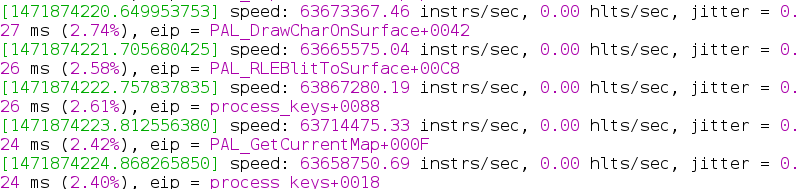 [1471874220.649953753] speed: 63673367.46 instrs/sec, 0.00 hlts/sec, jitter = 0.
27 ms (2.74%), eip = PAL_DrawCharOnSurface+0042
[1471874221.705680425] speed: 63665575.04 instrs/sec, 0.00 hlts/sec, jitter = 0.
26 ms (2.58%), eip = PAL_RLEBlitToSurface+00C8
[1471874222.757837835] speed: 63867280.19 instrs/sec, 0.00 hlts/sec, jitter = 0.
26 ms (2.61%), eip = process_keys+0088
[1471874223.812556380] speed: 63714475.33 instrs/sec, 0.00 hlts/sec, jitter = 0.
24 ms (2.42%), eip = PAL_GetCurrentMap+000F
[1471874224.868265850] speed: 63658750.69 instrs/sec, 0.00 hlts/sec, jitter = 0.
24 ms (2.40%), eip = process_keys+0018